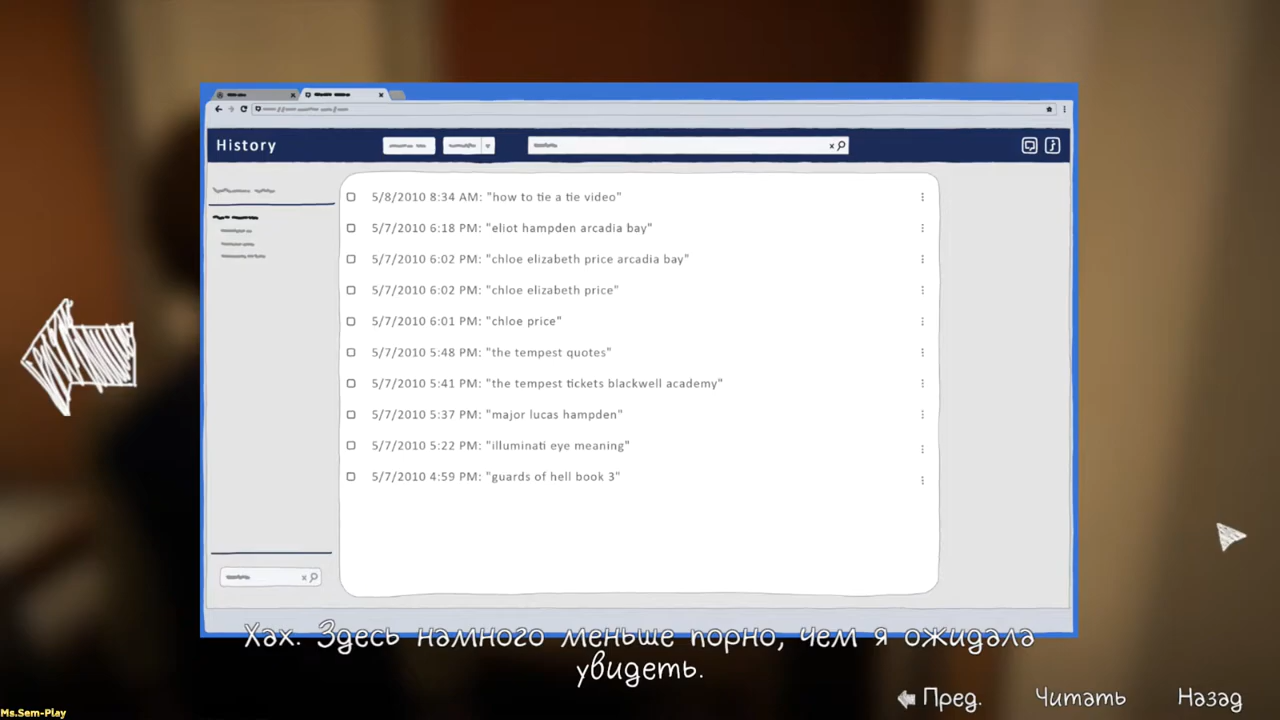 History
5/8/2010 8:34 AM: "how to tie a tie video"
5/7/2010 6:18 PM: "eliot hampden arcadia bay"
5/7/2010 6:02 PM: "chloe elizabeth price arcadia bay"
5/7/2010 6:02 PM: "chloe elizabeth price"
5/7/2010 6:01 PM: "chloe price"
5/7/2010 5:48 PM: "the tempest quotes"
5/7/2010 5:41 PM: "the tempest tickets blackwell academy"
5/7/2010 5:37 PM: "major lucas hampden"
5/7/2010 5:22 PM: "illuminati eye meaning"
5/7/2010 4:59 PM: "guards of hell book 3"
Хах. Здесь намного меньше порно, чем я ожидала
увидеть.
Пред. Читать Назад
Ms.Sem-Play